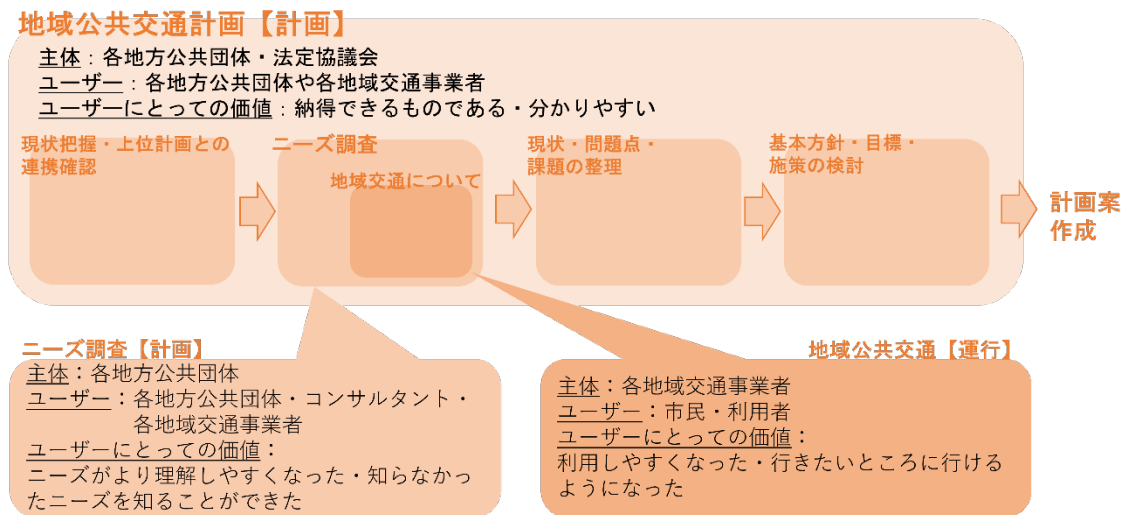 地域公共交通計画【計画】
主体：各地方公共団体・法定協議会
ユーザー：各地方公共団体や各地域交通事業者
ユーザーにとっての価値：納得できるものである・分かりやすい
現状把握・上位計画との
連携確認
ニーズ調査
地域交通について
現状・問題点・
課題の整理
基本方針・目標・
施策の検討
計画案
作成
ニーズ調査【計画】
主体：各地方公共団体
ユーザー：各地方公共団体・コンサルタント・
各地域交通事業者
ユーザーにとっての価値：
ニーズがより理解しやすくなった・知らなかっ
たニーズを知ることができた
地域公共交通【運行】
主体：各地域交通事業者
ユーザー：市民・利用者
ユーザーにとっての価値：
利用しやすくなった・行きたいところに行ける
ようになった